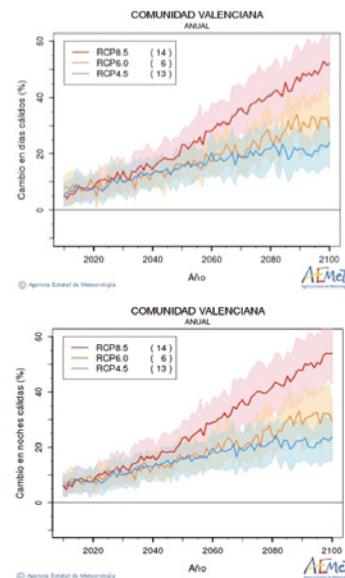 COMUNIDAD VALENCIANA
ANUAL
Cambio en días cálidos (%)
60
40
20
0
RCP8.5 ( 14 )
RCP6.0 ( 6 )
RCP4.5 ( 13 )
2020 2040 2060 2080 2100
Año
© Agencia Estatal de Meteorología
AEMet
COMUNIDAD VALENCIANA
ANUAL
Cambio en noches cálidas (%)
60
40
20
0
RCP8.5 ( 14 )
RCP6.0 ( 6 )
RCP4.5 ( 13 )
2020 2040 2060 2080 2100
Año
© Agencia Estatal de Meteorología
AEMet